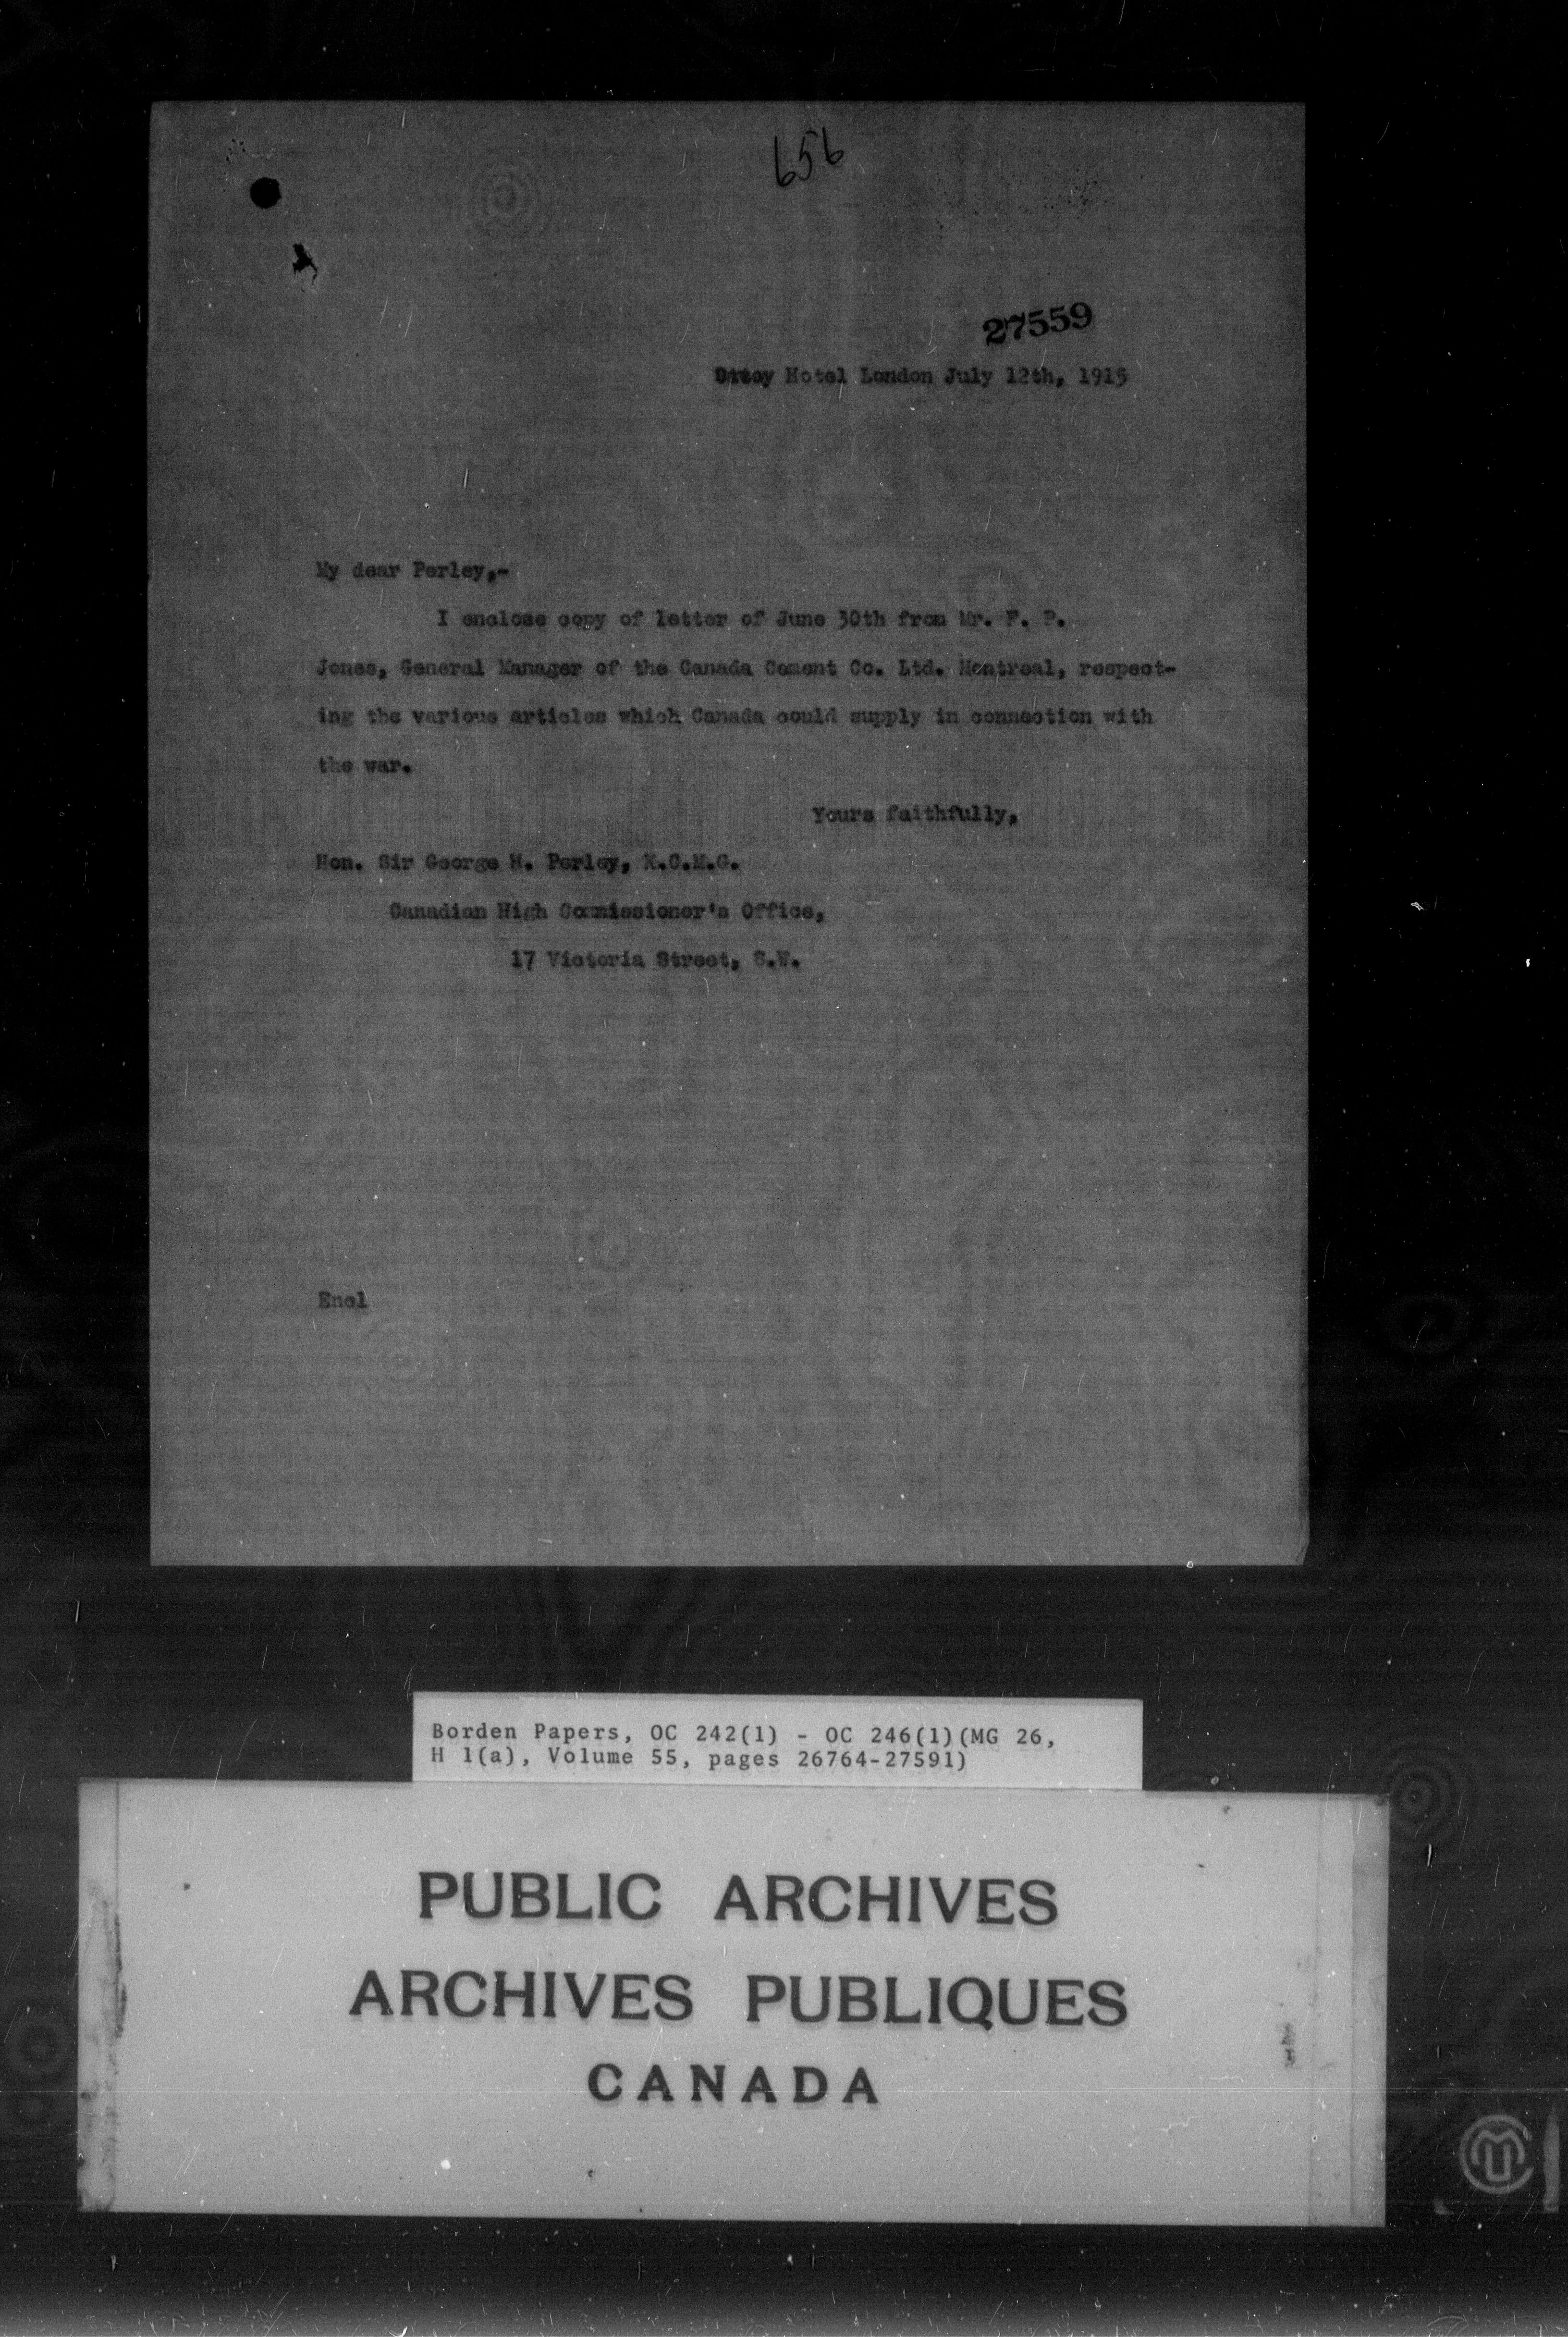 656
27559
Hotel London July 12th, 1915
My dear Perley,-
I enclose copy of letter of June 30th from Mr. F. P.
Jones, General Manager of the Canada Cement Co. Ltd. Montreal, respect-
ing the various articles which Canada could supply in connection with
the war.
Yours faithfully,
Hon. Sir George H. Perley, K.C.M.G.
Canadian High Commissioner's Office,
17 Victoria Street, S.W.
Encl
Borden Papers, OC 242(1) - OC 246(1)(MG 26,
H 1(a), Volume 55, pages 26764-27591)
PUBLIC ARCHIVES
ARCHIVES PUBLIQUES
CANADA